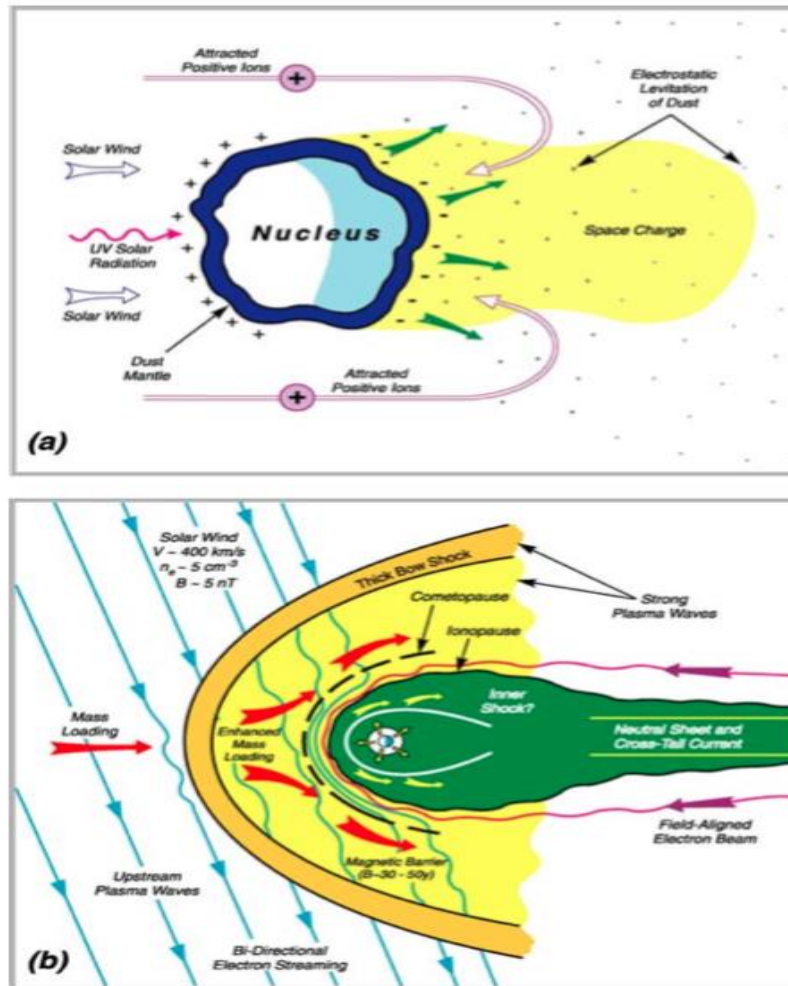 Attracted
Positive Ions
+
Electrostatic
Levitation
of Dust
Solar Wind
Nucleus
Space Charge
UV Solar
Radiation
Solar Wind
Dust
Mantle
Attracted
Positive Ions
+
(a)
Solar Wind
V ~ 400 km/s
ne ~ 5 cm-3
B ~ 5 nT
Thick Bow Shock
Cometopause
Strong
Plasma Waves
Ionopause
Inner
Shock?
Mass
Loading
Enhanced
Mass
Loading
Neutral Sheet and
Cross-Tail Current
Field-Aligned
Electron Beam
Magnetic Barrier
(B~30 - 50γ)
Upstream
Plasma Waves
Bi-Directional
Electron Streaming
(b)